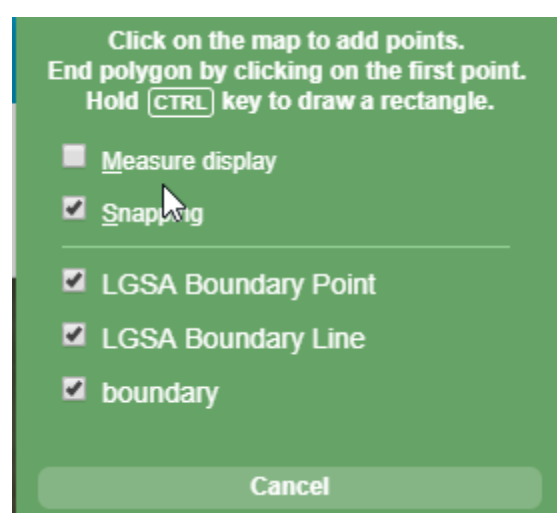 Click on the map to add points.
End polygon by clicking on the first point.
Hold CTRL key to draw a rectangle.
Measure display
Snapping
LGSA Boundary Point
LGSA Boundary Line
boundary
Cancel